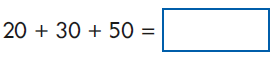 20 + 30 + 50 =